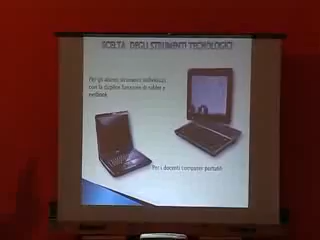 SCELTA DEGLI STRUMENTI TECNOLOGICI
Per gli alunni strumenti individuali
con la duplice funzione di tablet e
netbook
Per i docenti computer portatili